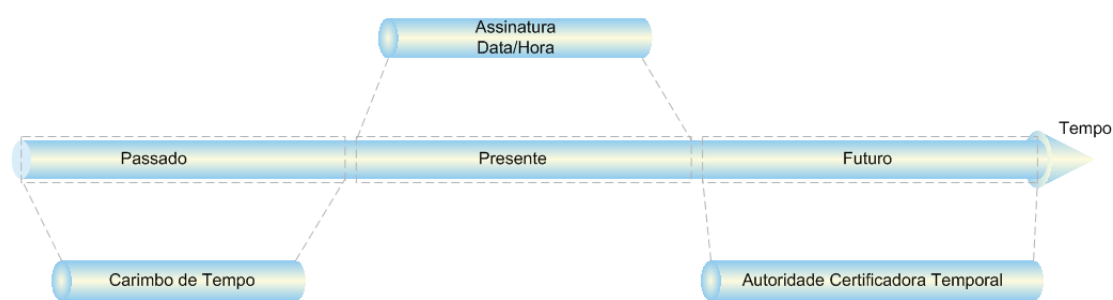 Assinatura
Data/Hora
Tempo
Passado
Presente
Futuro
Carimbo de Tempo
Autoridade Certificadora Temporal